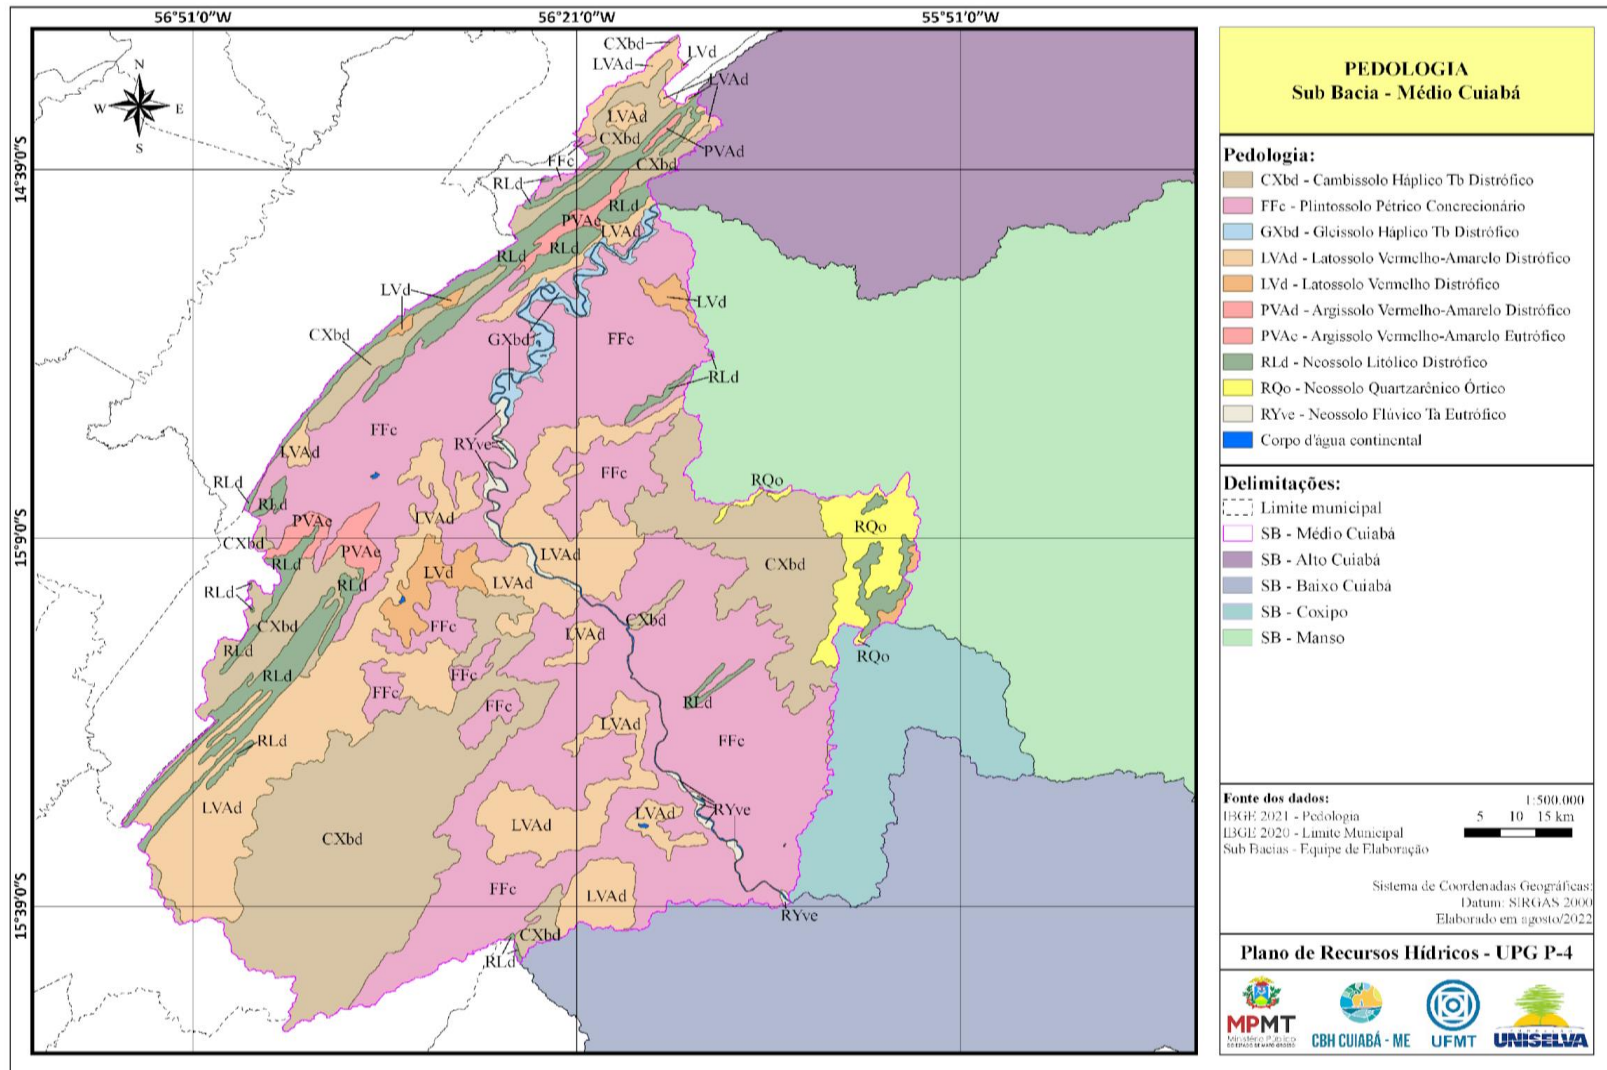 56°51'0"W 56°21'0"W 55°51'0"W
14°39'0"S
15°9'0"S
15°39'0"S
N
W E
S
CXbd
LVd
LVAd
LVAd
LVAd
CXbd
PVAd
FFc
CXbd
RLd
RLd
PVAe
LVAd
RLd
RLd
LVd
LVd
CXbd
GXbd
FFc
RLd
FFc
RYve
LVAd
FFc
RLd
RQo
RLd
PVAe
LVAd
RQo
CXbd
PVAe
LVAd
RLd
LVd
LVAd
CXbd
RLd
RLd
CXbd
FFc
CXbd
LVAd
RLd
RQo
RLd
FFc
FFc
FFc
RLd
LVAd
RLd
FFc
LVAd
CXbd
LVAd
LVAd
RYve
FFc
LVAd
RYve
CXbd
RLd
PEDOLOGIA
Sub Bacia - Médio Cuiabá
Pedologia:
CXbd - Cambissolo Háplico Tb Distrófico
FFc - Plintossolo Pétrico Concrecionário
GXbd - Gleissolo Háplico Tb Distrófico
LVAd - Latossolo Vermelho-Amarelo Distrófico
LVd - Latossolo Vermelho Distrófico
PVAd - Argissolo Vermelho-Amarelo Distrófico
PVAe - Argissolo Vermelho-Amarelo Eutrófico
RLd - Neossolo Litólico Distrófico
RQo - Neossolo Quartzarênico Órtico
RYve - Neossolo Flúvico Ta Eutrófico
Corpo d'água continental
Delimitações:
Limite municipal
SB - Médio Cuiabá
SB - Alto Cuiabá
SB - Baixo Cuiabá
SB - Coxipo
SB - Manso
Fonte dos dados: 1:500.000
IBGE 2021 - Pedologia 5 10 15 km
IBGE 2020 - Limite Municipal
Sub Bacias - Equipe de Elaboração
Sistema de Coordenadas Geográficas:
Datum: SIRGAS 2000
Elaborado em agosto/2022
Plano de Recursos Hídricos - UPG P-4
MPMT
Ministério Público
DO ESTADO DE MATO GROSSO
CBH CUIABÁ - ME
UFMT
UNISELVA